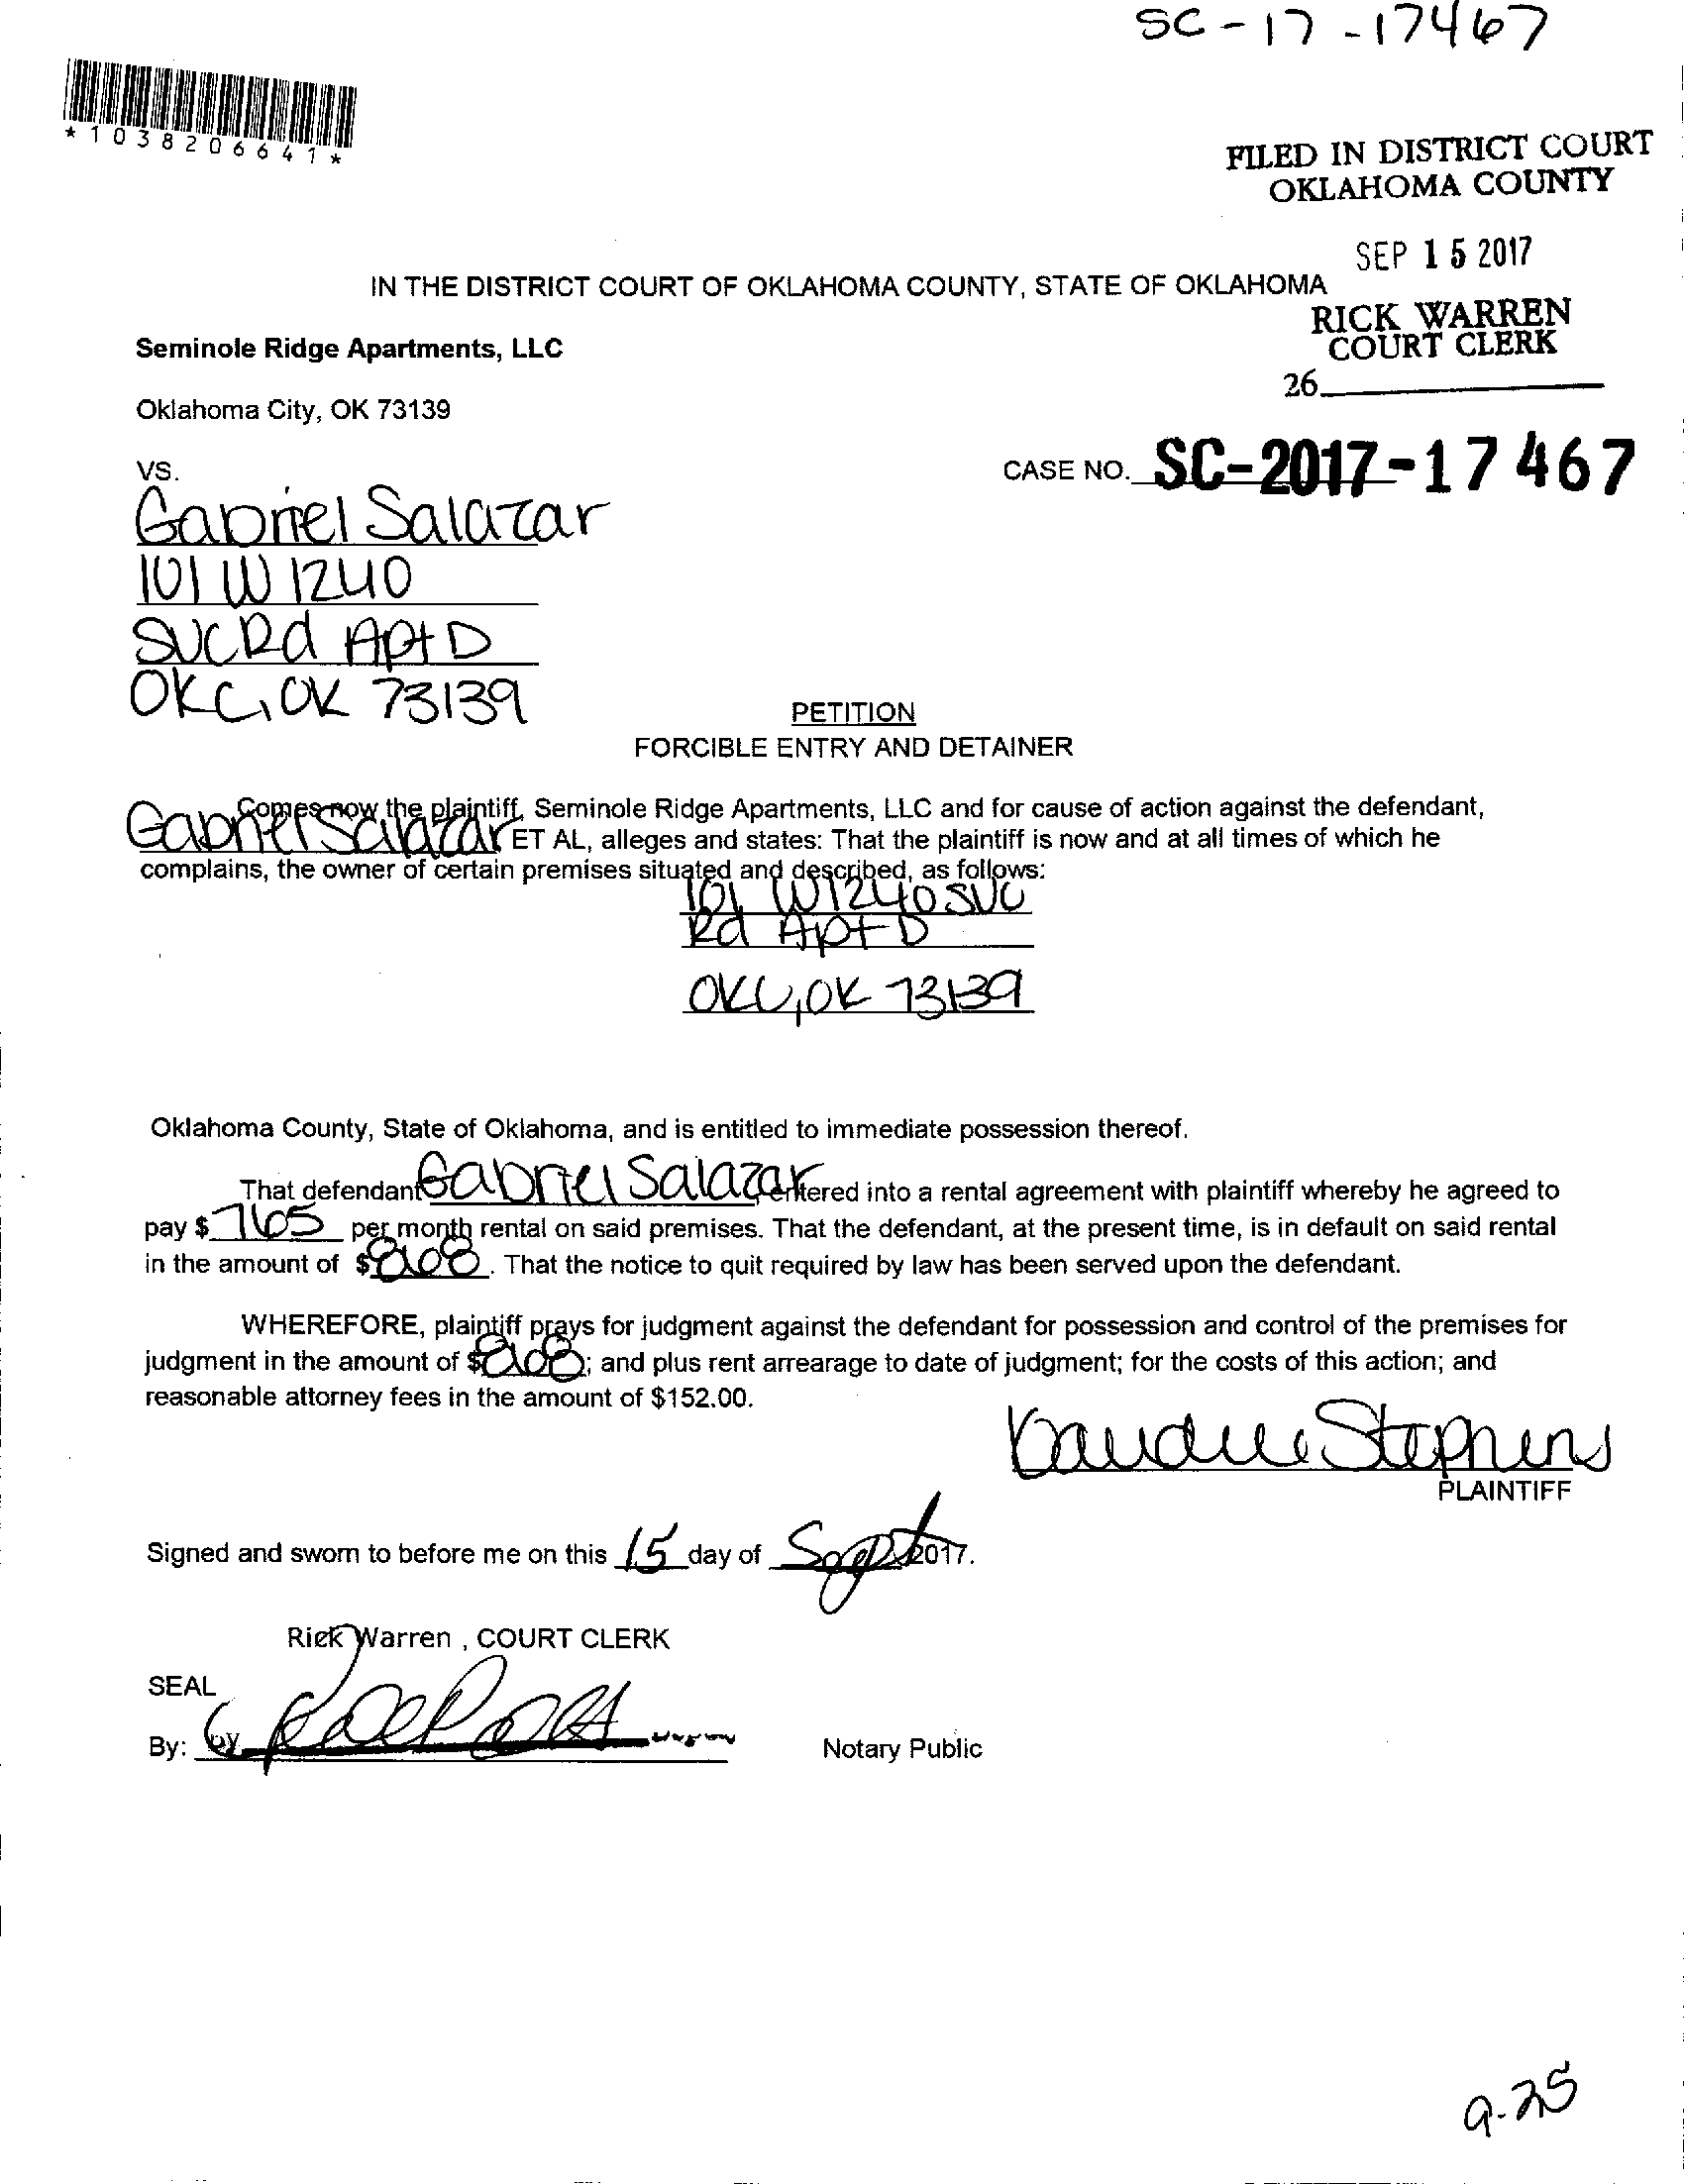 SC-17-17467
*1038206641*
FILED IN DISTRICT COURT
OKLAHOMA COUNTY
SEP 15 2017
IN THE DISTRICT COURT OF OKLAHOMA COUNTY, STATE OF OKLAHOMA
RICK WARREN
COURT CLERK
Seminole Ridge Apartments, LLC
26
Oklahoma City, OK 73139
VS.
CASE NO. SC-2017-17467
Gabriel Salazar
101 W 1240
SVC Rd Apt D
OKC, OK 73139
PETITION
FORCIBLE ENTRY AND DETAINER
Comes now the plaintiff, Seminole Ridge Apartments, LLC and for cause of action against the defendant,
Gabriel Salazar ET AL, alleges and states: That the plaintiff is now and at all times of which he
complains, the owner of certain premises situated and described, as follows:
101 W 1240 SVC
Rd Apt D
OKC, OK 73139
Oklahoma County, State of Oklahoma, and is entitled to immediate possession thereof.
That defendant Gabriel Salazar entered into a rental agreement with plaintiff whereby he agreed to
pay $ 765 per month rental on said premises. That the defendant, at the present time, is in default on said rental
in the amount of $ . That the notice to quit required by law has been served upon the defendant.
WHEREFORE, plaintiff prays for judgment against the defendant for possession and control of the premises for
judgment in the amount of $ ; and plus rent arrearage to date of judgment; for the costs of this action; and
reasonable attorney fees in the amount of $152.00.
Stephens
PLAINTIFF
Signed and sworn to before me on this 15 day of Sept 2017.
Rick Warren , COURT CLERK
SEAL
By:
Notary Public
9-25